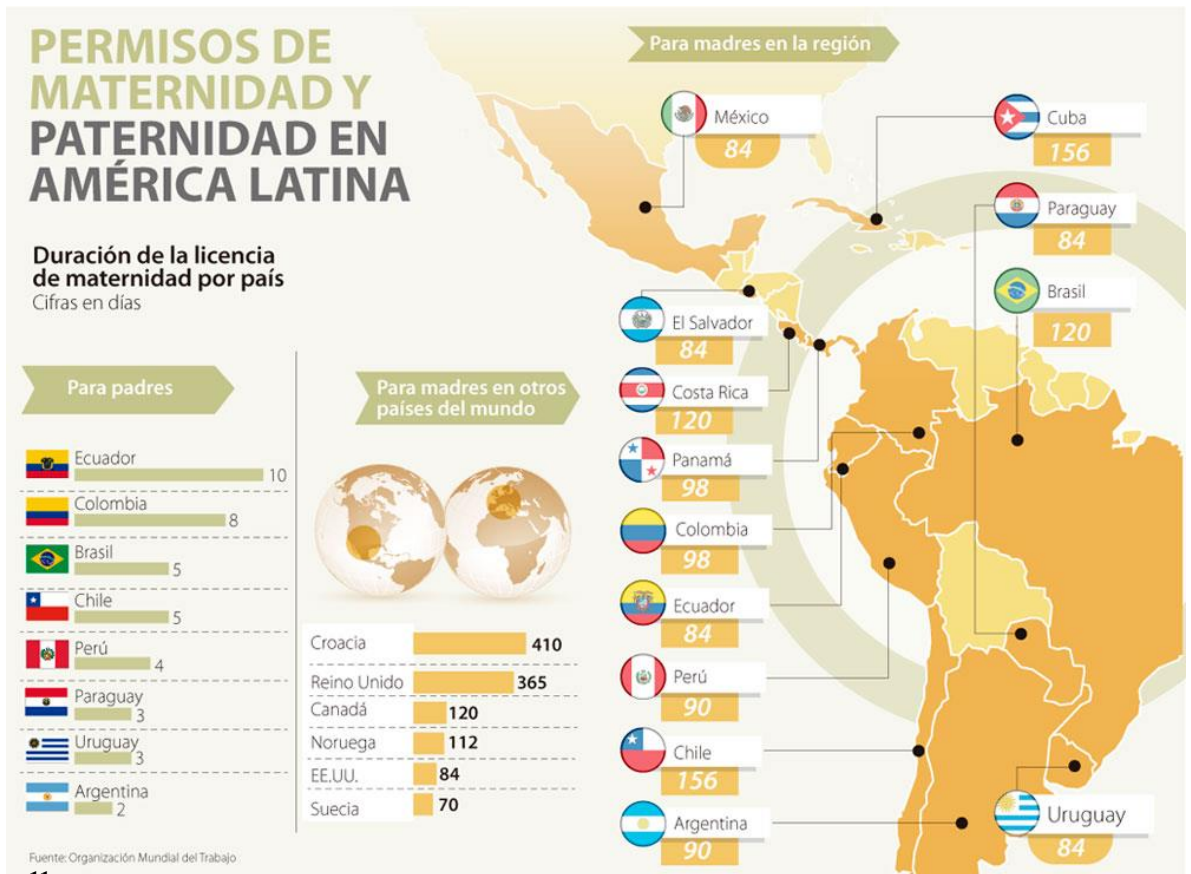 PERMISOS DE
MATERNIDAD Y
PATERNIDAD EN
AMÉRICA LATINA
Duración de la licencia
de maternidad por país
Cifras en días
Para padres
Ecuador
10
Colombia
8
Brasil
5
Chile
5
Perú
4
Paraguay
3
Uruguay
3
Argentina
2
Para madres en otros
países del mundo
Croacia 410
Reino Unido 365
Canadá 120
Noruega 112
EE.UU. 84
Suecia 70
Para madres en la región
México
84
Cuba
156
Paraguay
84
Brasil
120
El Salvador
84
Costa Rica
120
Panamá
98
Colombia
98
Ecuador
84
Perú
90
Chile
156
Argentina
90
Uruguay
84
Fuente: Organización Mundial del Trabajo